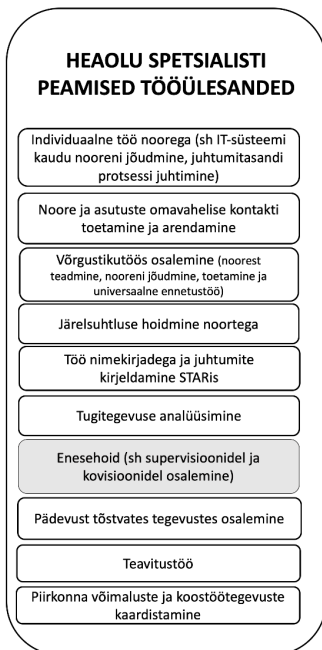 HEAOLU SPETSIALISTI
PEAMISED TÖÖÜLESANDED
Individuaalne töö noorega (sh IT-süsteemi
kaudu nooreni jõudmine, juhtumitasandi
protsessi juhtimine)
Noore ja asutuste omavahelise kontakti
toetamine ja arendamine
Võrgustikutöös osalemine (noorest
teadmine, nooreni jõudmine, toetamine ja
universaalne ennetustöö)
Järelsuhtluse hoidmine noortega
Töö nimekirjadega ja juhtumite
kirjeldamine STARis
Tugitegevuse analüüsimine
Enesehoid (sh supervisioonidel ja
kovisioonidel osalemine)
Pädevust tõstvates tegevustes osalemine
Teavitustöö
Piirkonna võimaluste ja koostöötegevuste
kaardistamine